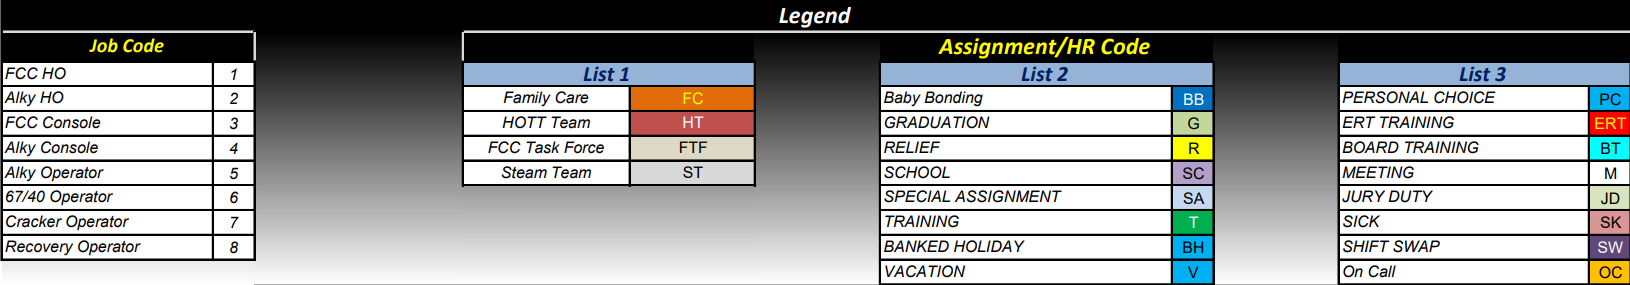 Legend
Job Code
FCC HO 1
Alky HO 2
FCC Console 3
Alky Console 4
Alky Operator 5
67/40 Operator 6
Cracker Operator 7
Recovery Operator 8
List 1
Family Care FC
HOTT Team HT
FCC Task Force FTF
Steam Team ST
Assignment/HR Code
List 2
Baby Bonding BB
GRADUATION G
RELIEF R
SCHOOL SC
SPECIAL ASSIGNMENT SA
TRAINING T
BANKED HOLIDAY BH
VACATION V
List 3
PERSONAL CHOICE PC
ERT TRAINING ERT
BOARD TRAINING BT
MEETING M
JURY DUTY JD
SICK SK
SHIFT SWAP SW
On Call OC